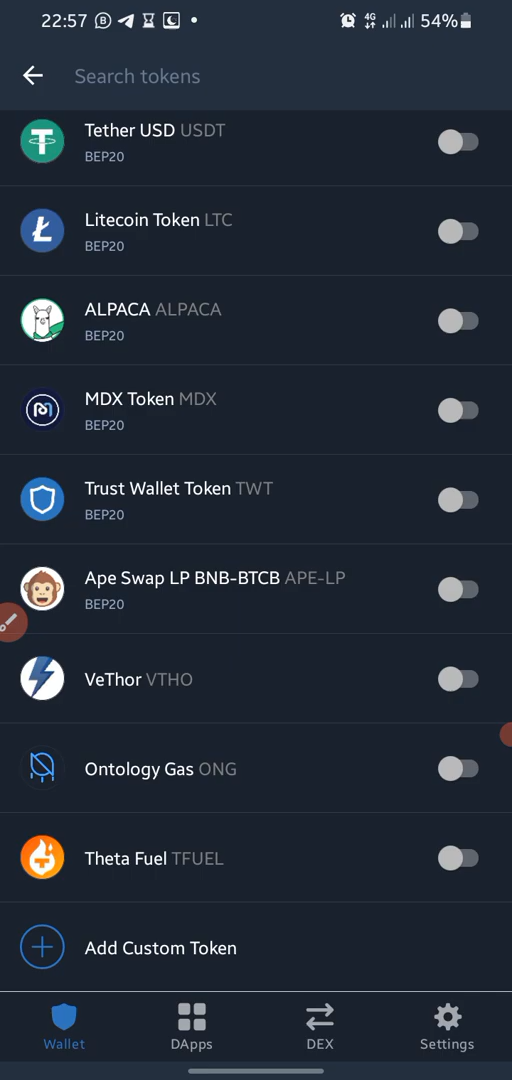 22:57 4G 54%
Search tokens
Tether USD USDT
BEP20
Litecoin Token LTC
BEP20
ALPACA ALPACA
BEP20
MDX Token MDX
BEP20
Trust Wallet Token TWT
BEP20
Ape Swap LP BNB-BTCB APE-LP
BEP20
VeThor VTHO
Ontology Gas ONG
Theta Fuel TFUEL
Add Custom Token
Wallet DApps DEX Settings